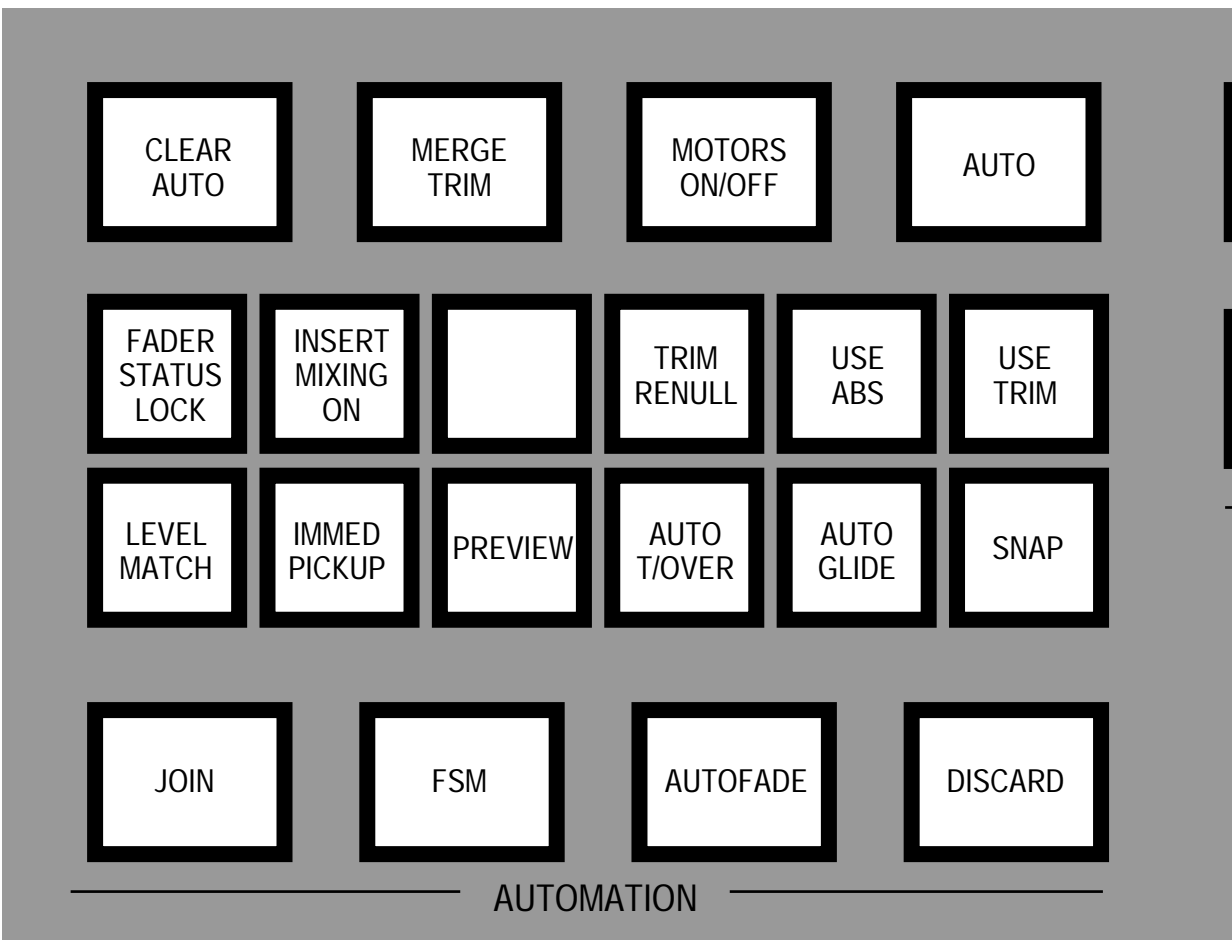 CLEAR
AUTO
MERGE
TRIM
MOTORS
ON/OFF
AUTO
FADER
STATUS
LOCK
INSERT
MIXING
ON
TRIM
RENULL
USE
ABS
USE
TRIM
LEVEL
MATCH
IMMED
PICKUP
PREVIEW
AUTO
T/OVER
AUTO
GLIDE
SNAP
JOIN
FSM
AUTOFADE
DISCARD
AUTOMATION